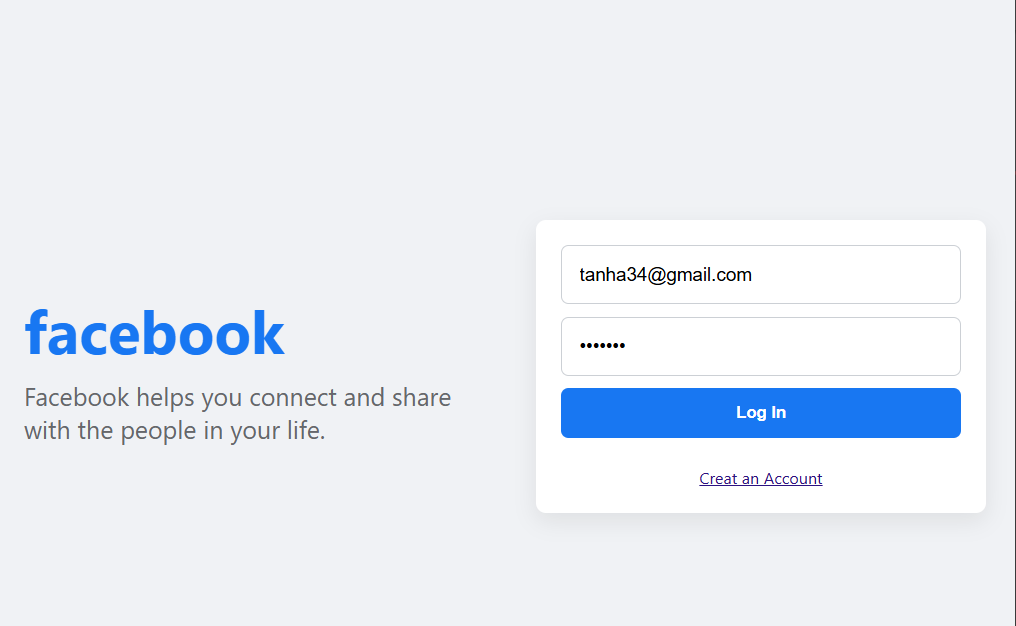 facebook
Facebook helps you connect and share
with the people in your life.
tanha34@gmail.com
•••••••
Log In
Creat an Account